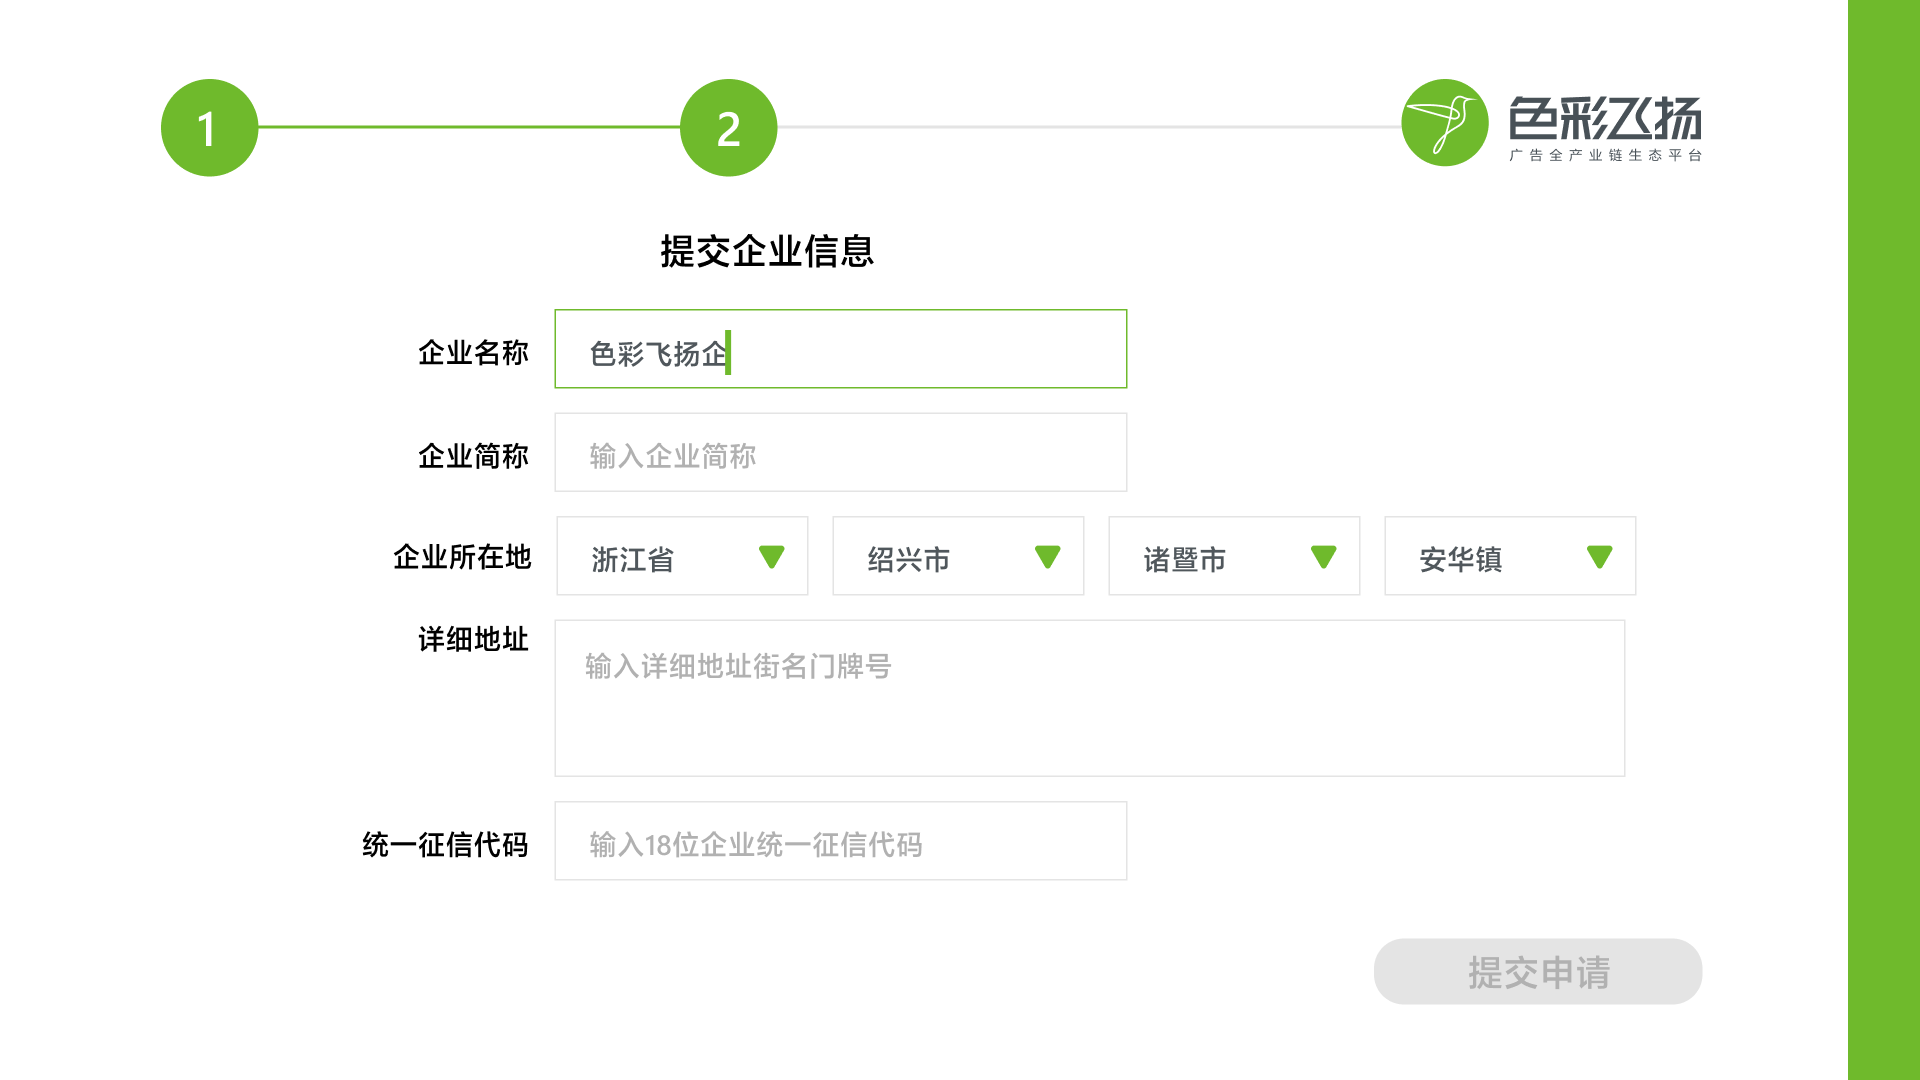 1
2
色彩飞扬
广告全产业链生态平台
提交企业信息
企业名称
色彩飞扬企
企业简称
输入企业简称
企业所在地
浙江省
绍兴市
诸暨市
安华镇
详细地址
输入详细地址街名门牌号
统一征信代码
输入18位企业统一征信代码
提交申请